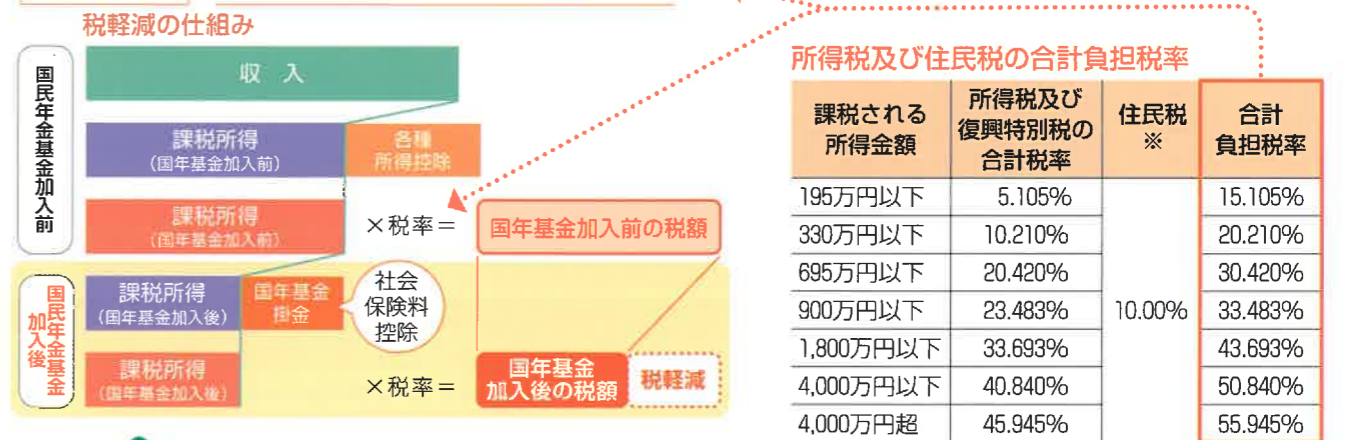 税軽減の仕組み
国民年金基金加入前
収 入
課税所得
(国年基金加入前)
各種
所得控除
課税所得
(国年基金加入前)
×税率=
国年基金加入前の税額
国民年金基金
加入後
課税所得
(国年基金加入後)
国年基金
掛金
社会
保険料
控除
課税所得
(国年基金加入後)
×税率=
国年基金
加入後の税額
税軽減
所得税及び住民税の合計負担税率
課税される
所得金額
所得税及び
復興特別税の
合計税率
住民税
※
合計
負担税率
195万円以下 5.105% 15.105%
330万円以下 10.210% 20.210%
695万円以下 20.420% 30.420%
900万円以下 23.483% 10.00% 33.483%
1,800万円以下 33.693% 43.693%
4,000万円以下 40.840% 50.840%
4,000万円超 45.945% 55.945%